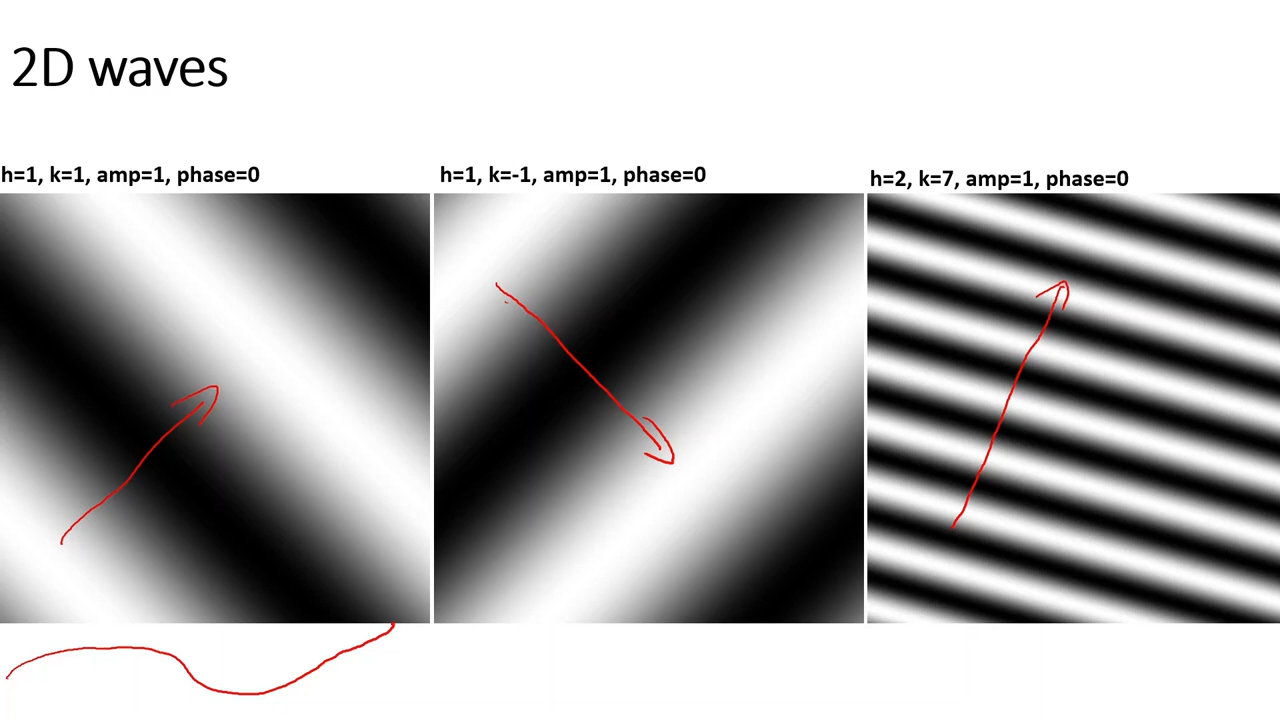 2D waves
h=1, k=1, amp=1, phase=0
h=1, k=-1, amp=1, phase=0
h=2, k=7, amp=1, phase=0